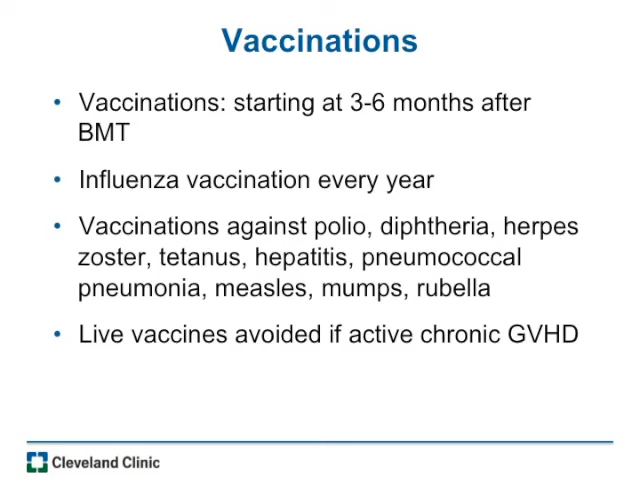 Vaccinations
• Vaccinations: starting at 3-6 months after
BMT
• Influenza vaccination every year
• Vaccinations against polio, diphtheria, herpes
zoster, tetanus, hepatitis, pneumococcal
pneumonia, measles, mumps, rubella
• Live vaccines avoided if active chronic GVHD
Cleveland Clinic